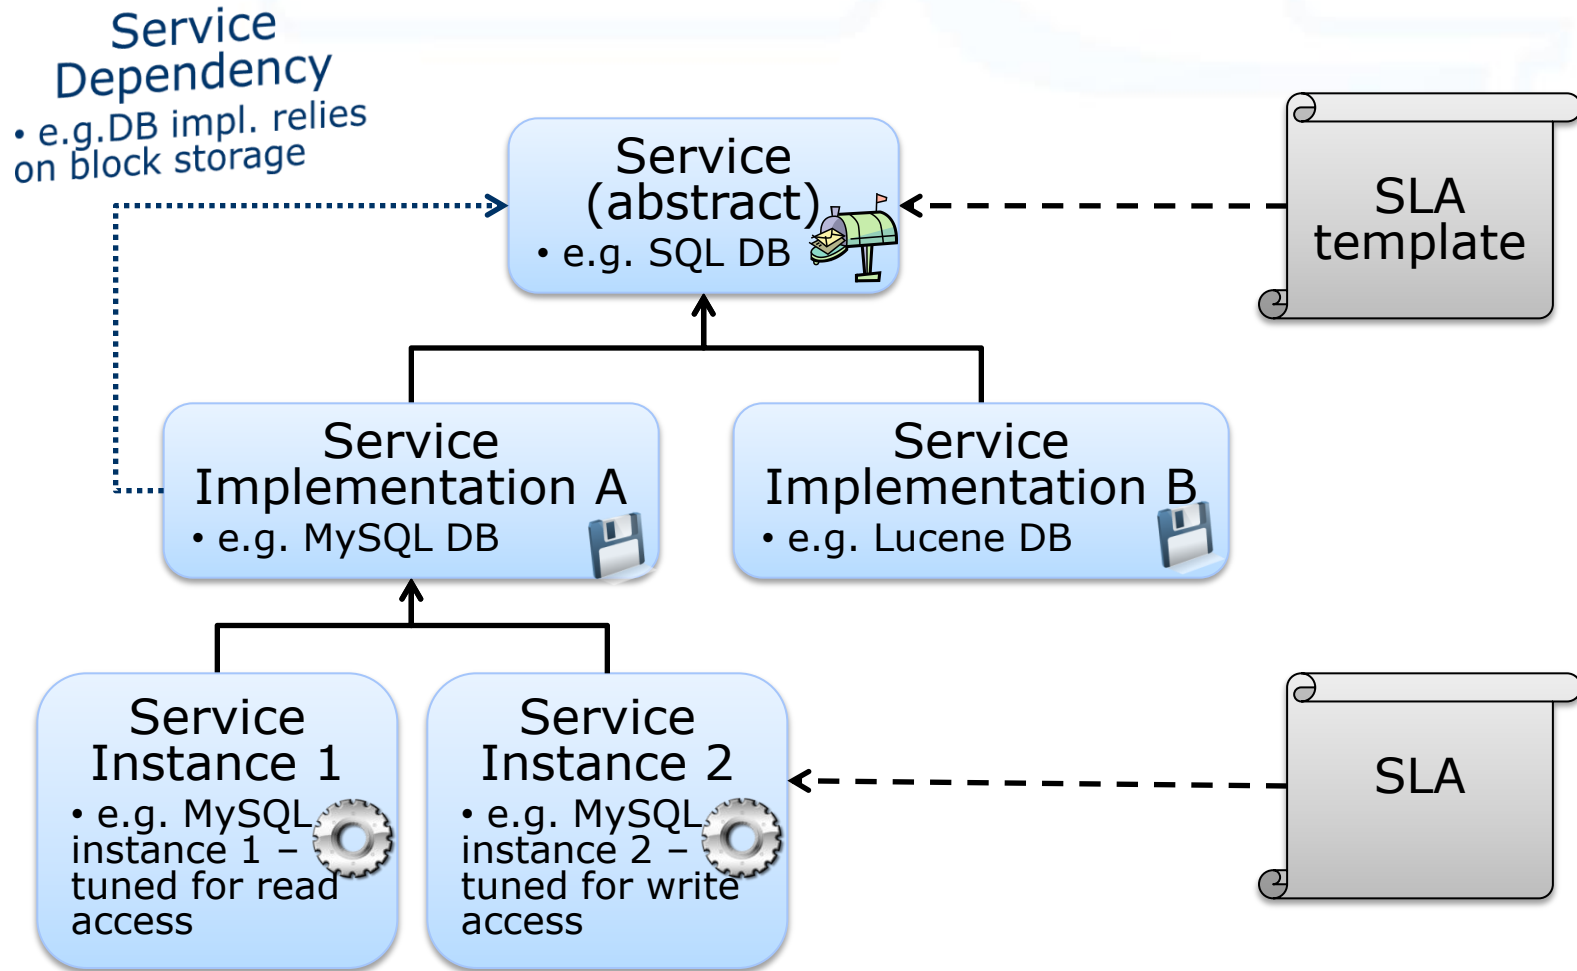 Service
Dependency
• e.g.DB impl. relies
on block storage
Service
(abstract)
• e.g. SQL DB
SLA
template
Service
Implementation A
• e.g. MySQL DB
Service
Implementation B
• e.g. Lucene DB
Service
Instance 1
• e.g. MySQL
instance 1 –
tuned for read
access
Service
Instance 2
• e.g. MySQL
instance 2 –
tuned for write
access
SLA